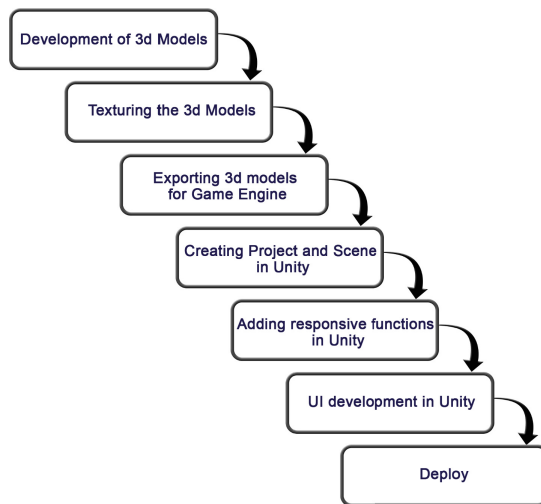 Development of 3d Models
Texturing the 3d Models
Exporting 3d models
for Game Engine
Creating Project and Scene
in Unity
Adding responsive functions
in Unity
UI development in Unity
Deploy